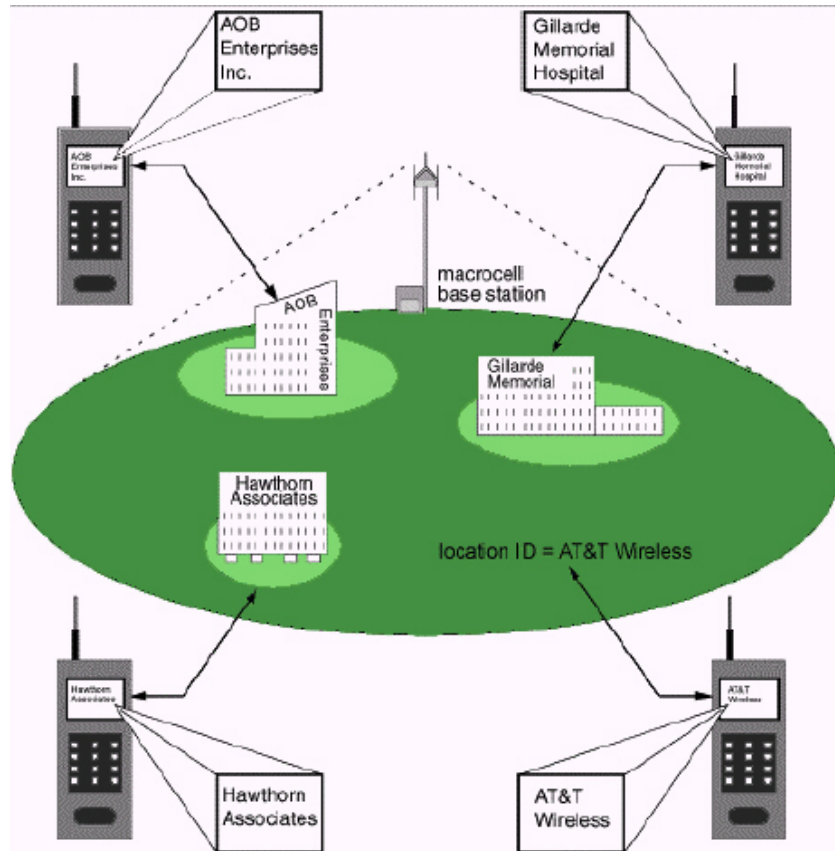 AOB
Enterprises
Inc.
Gillarde
Memorial
Hospital
AOB
Enterprises
Inc.
Gillarde
Memorial
Hospital
macrocell
base station
AOB
Enterprises
Gillarde
Memorial
Hawthorn
Associates
location ID = AT&T Wireless
Hawthorn
Associates
AT&T
Wireless
Hawthorn
Associates
AT&T
Wireless